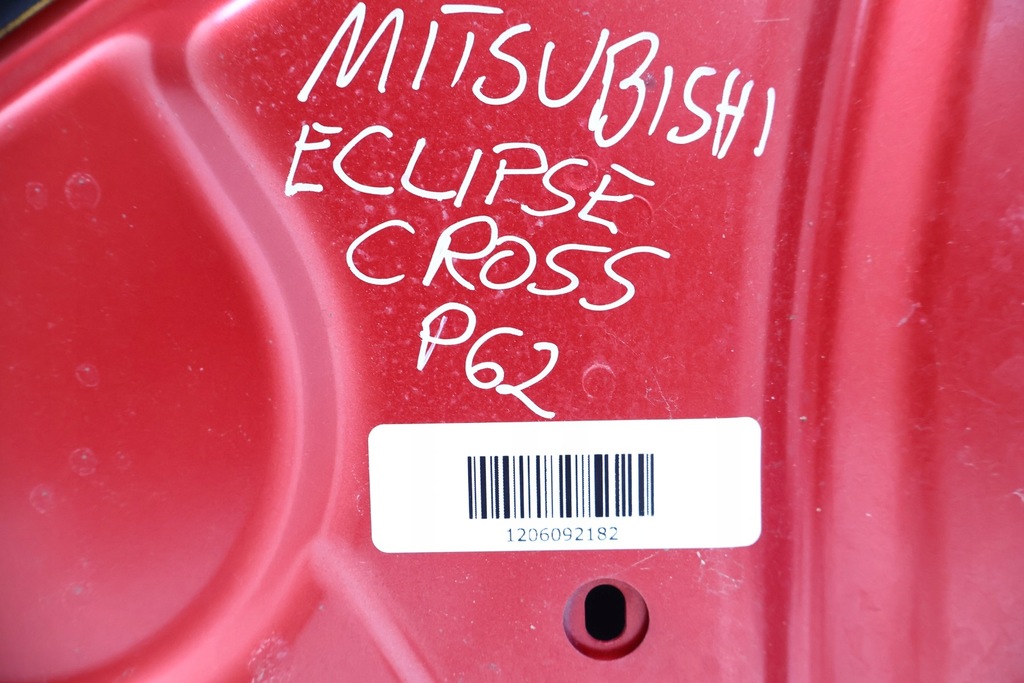 MITSUBISHI
ECLIPSE
CROSS
P62
1206092182